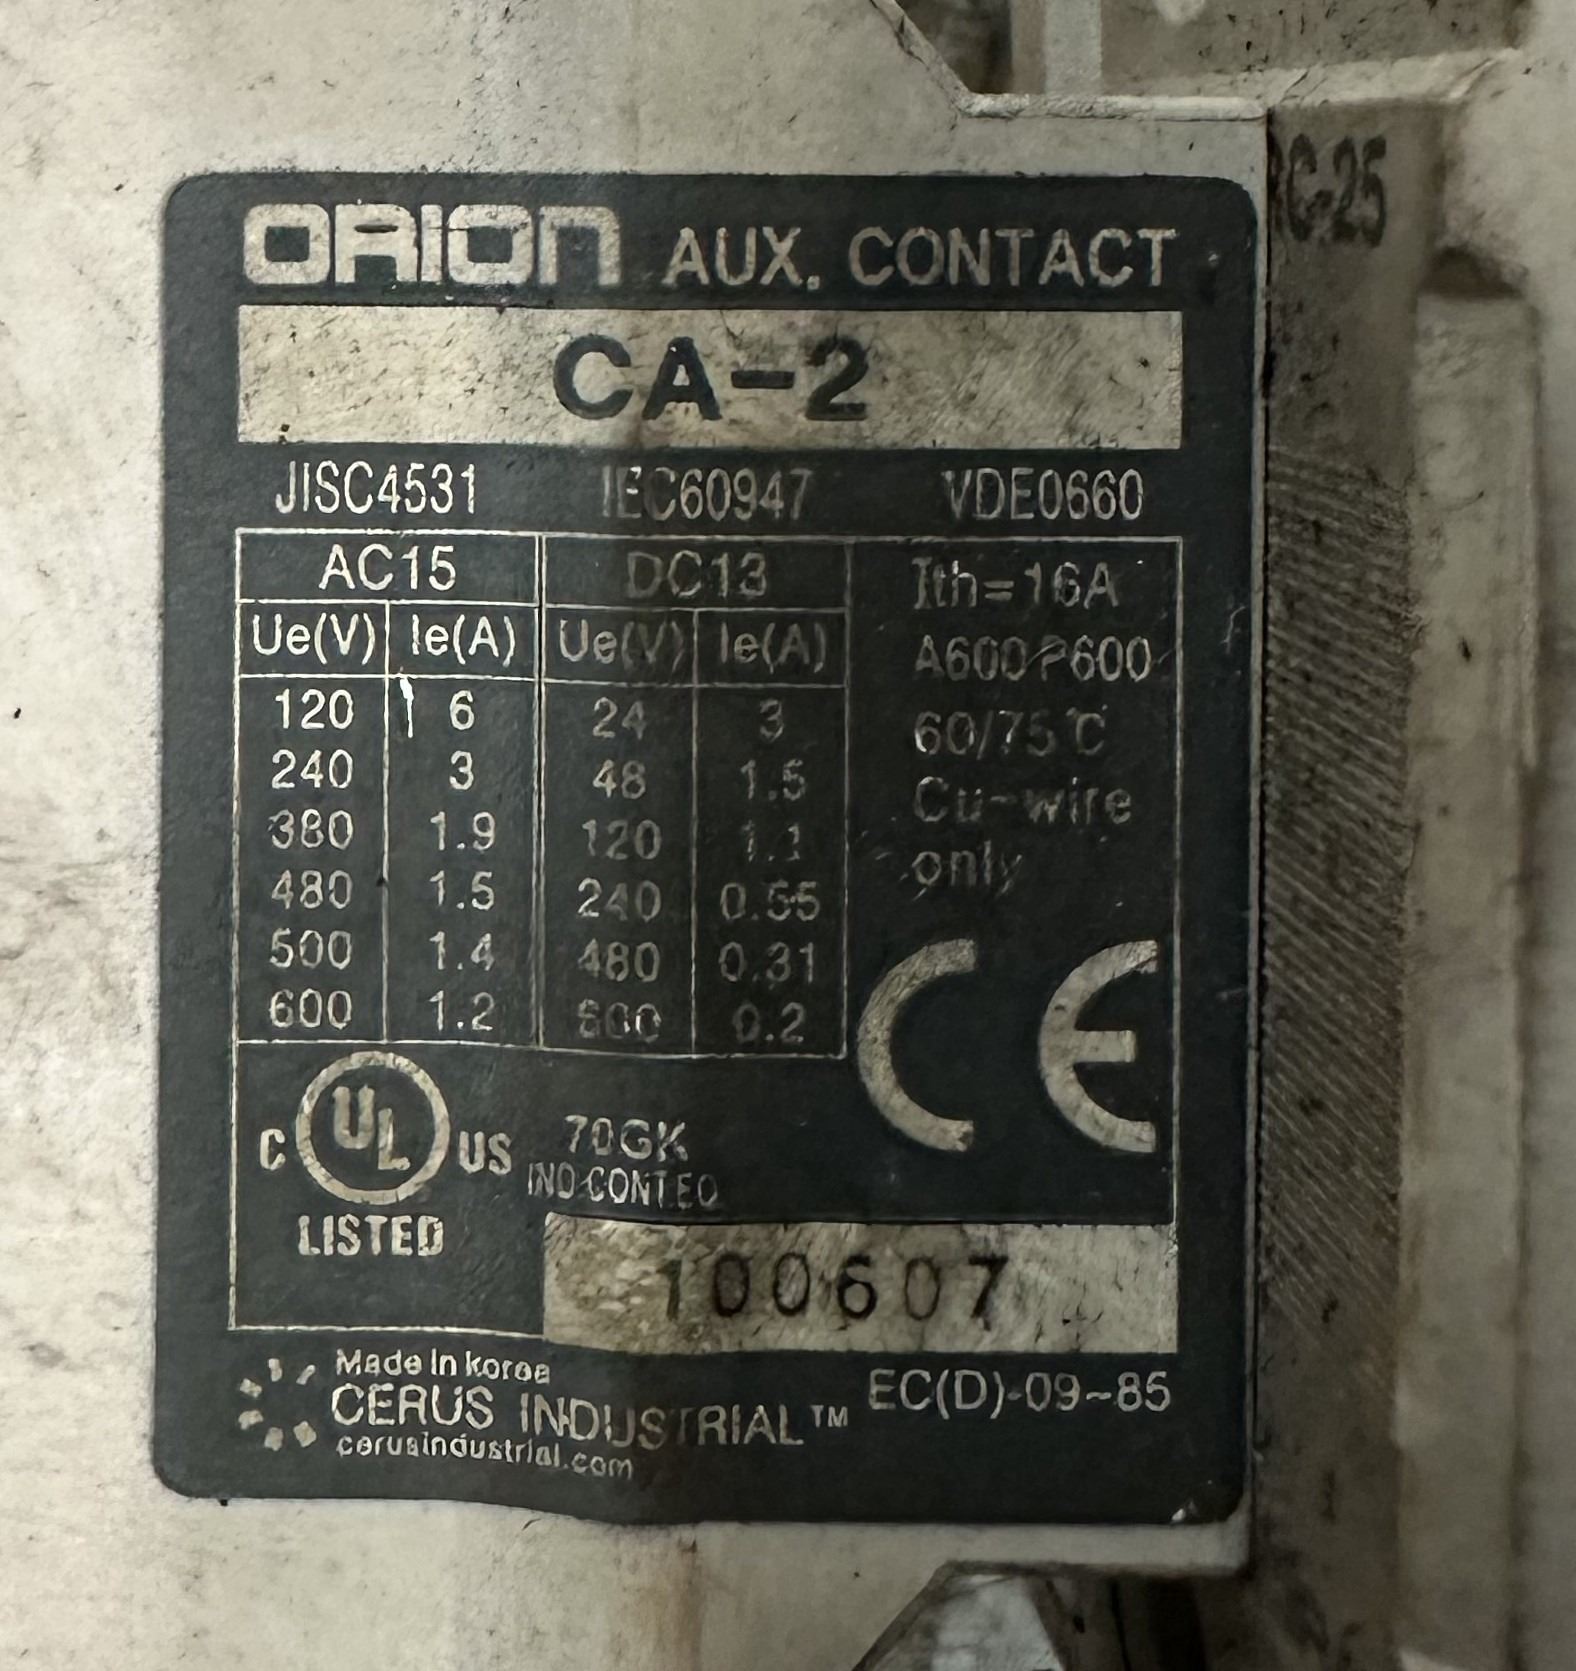 ORION AUX. CONTACT
RC-25
CA-2
JISC4531 IEC60947 VDE0660
AC15 DC13 Ith=16A
Ue(V) Ie(A) Ue(V) Ie(A) A600 P600
120 6 24 3 60/75℃
240 3 48 1.5 Cu-wire
380 1.9 120 1.1 only
480 1.5 240 0.55
500 1.4 480 0.31
600 1.2 600 0.2
CE
C UL US 70GK
IND.CONT.EQ
LISTED
100607
Made in Korea
CERUS INDUSTRIAL™ EC(D)-09-85
cerusindustrial.com